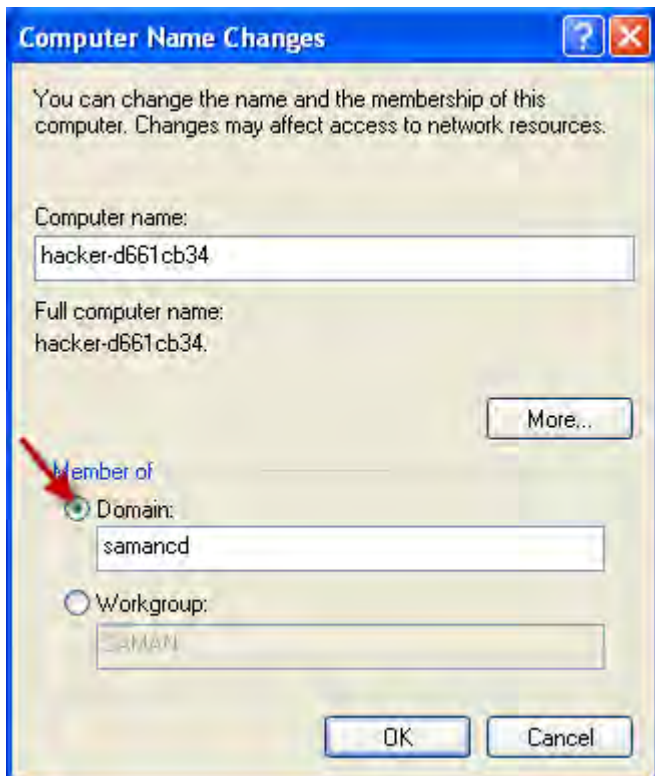 Computer Name Changes
You can change the name and the membership of this
computer. Changes may affect access to network resources.
Computer name:
hacker-d661cb34
Full computer name:
hacker-d661cb34.
More...
Member of
Domain:
samancd
Workgroup:
SAMAN
OK
Cancel